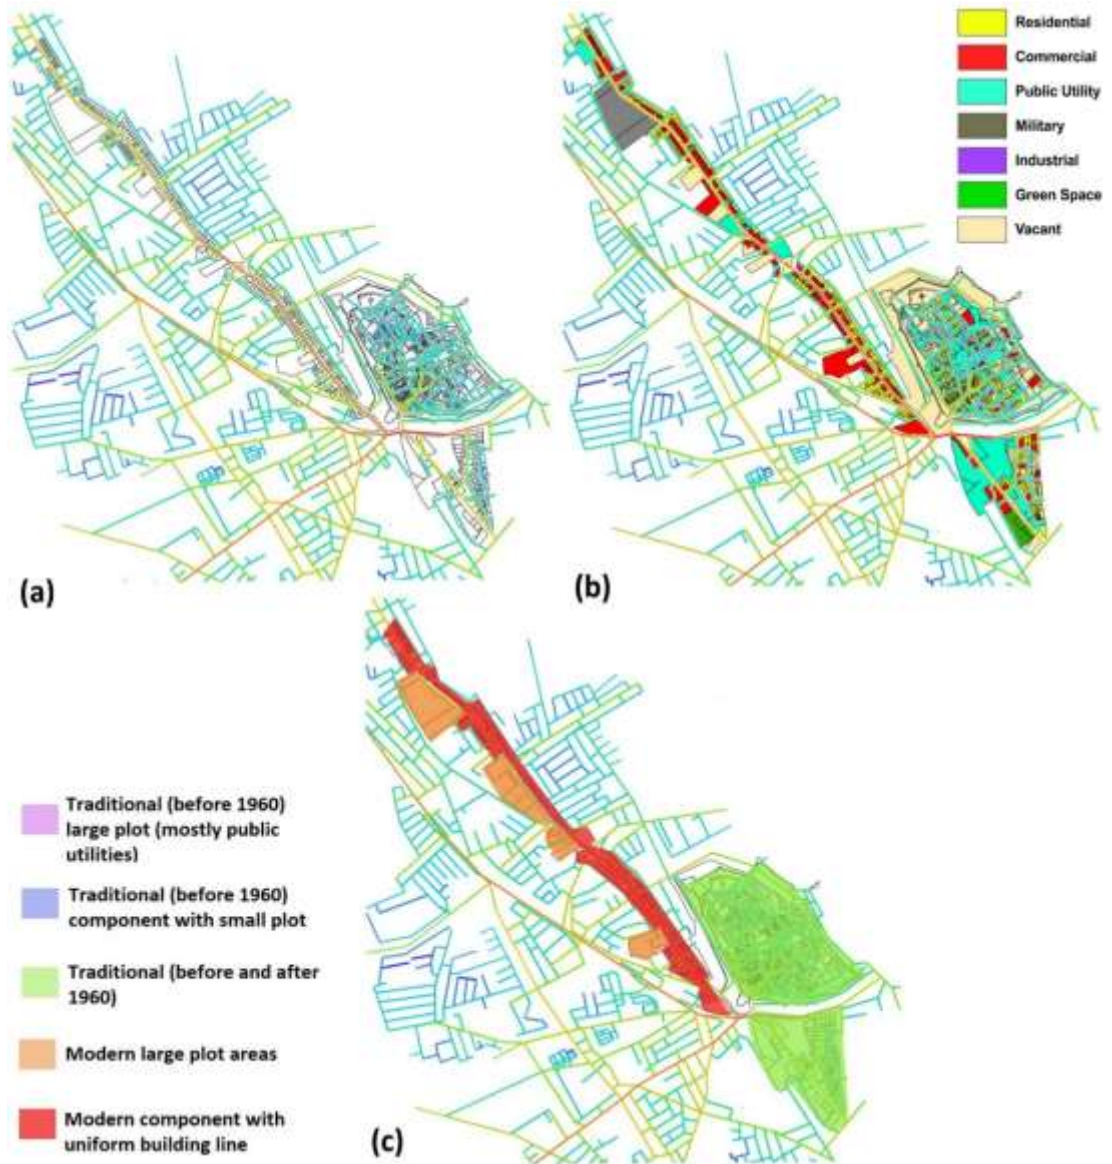 Residential
Commercial
Public Utility
Military
Industrial
Green Space
Vacant
(a)
(b)
Traditional (before 1960)
large plot (mostly public
utilities)
Traditional (before 1960)
component with small plot
Traditional (before and after
1960)
Modern large plot areas
Modern component with
uniform building line
(c)